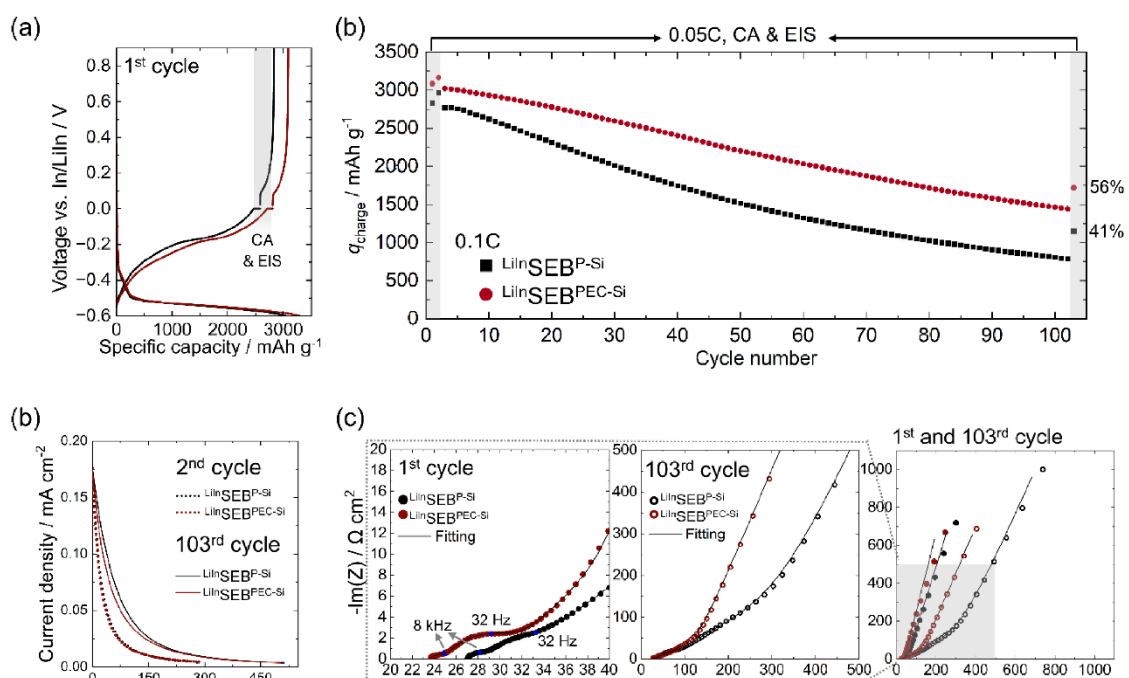 (a)
1st cycle
CA
& EIS
Voltage vs. In/LiIn / V
0.8
0.6
0.4
0.2
0.0
−0.2
−0.4
−0.6
0 1000 2000 3000
Specific capacity / mAh g-1
(b)
0.05C, CA & EIS
qcharge / mAh g-1
3500
3000
2500
2000
1500
1000
500
0
56%
41%
0.1C
LiInSEBP-Si
LiInSEBPEC-Si
0 10 20 30 40 50 60 70 80 90 100
Cycle number
(b)
Current density / mA cm-2
0.20
0.15
0.10
0.05
0.00
2nd cycle
LiInSEBP-Si
LiInSEBPEC-Si
103rd cycle
LiInSEBP-Si
LiInSEBPEC-Si
0 150 300 450
(c)
-Im(Z) / Ω cm2
20
18
16
14
12
10
8
6
4
2
0
1st cycle
LiInSEBP-Si
LiInSEBPEC-Si
Fitting
8 kHz
32 Hz
32 Hz
20 22 24 26 28 30 32 34 36 38 40
500
400
300
200
100
0
103rd cycle
LiInSEBP-Si
LiInSEBPEC-Si
Fitting
0 100 200 300 400 500
1st and 103rd cycle
1000
800
600
400
200
0
0 200 400 600 800 1000